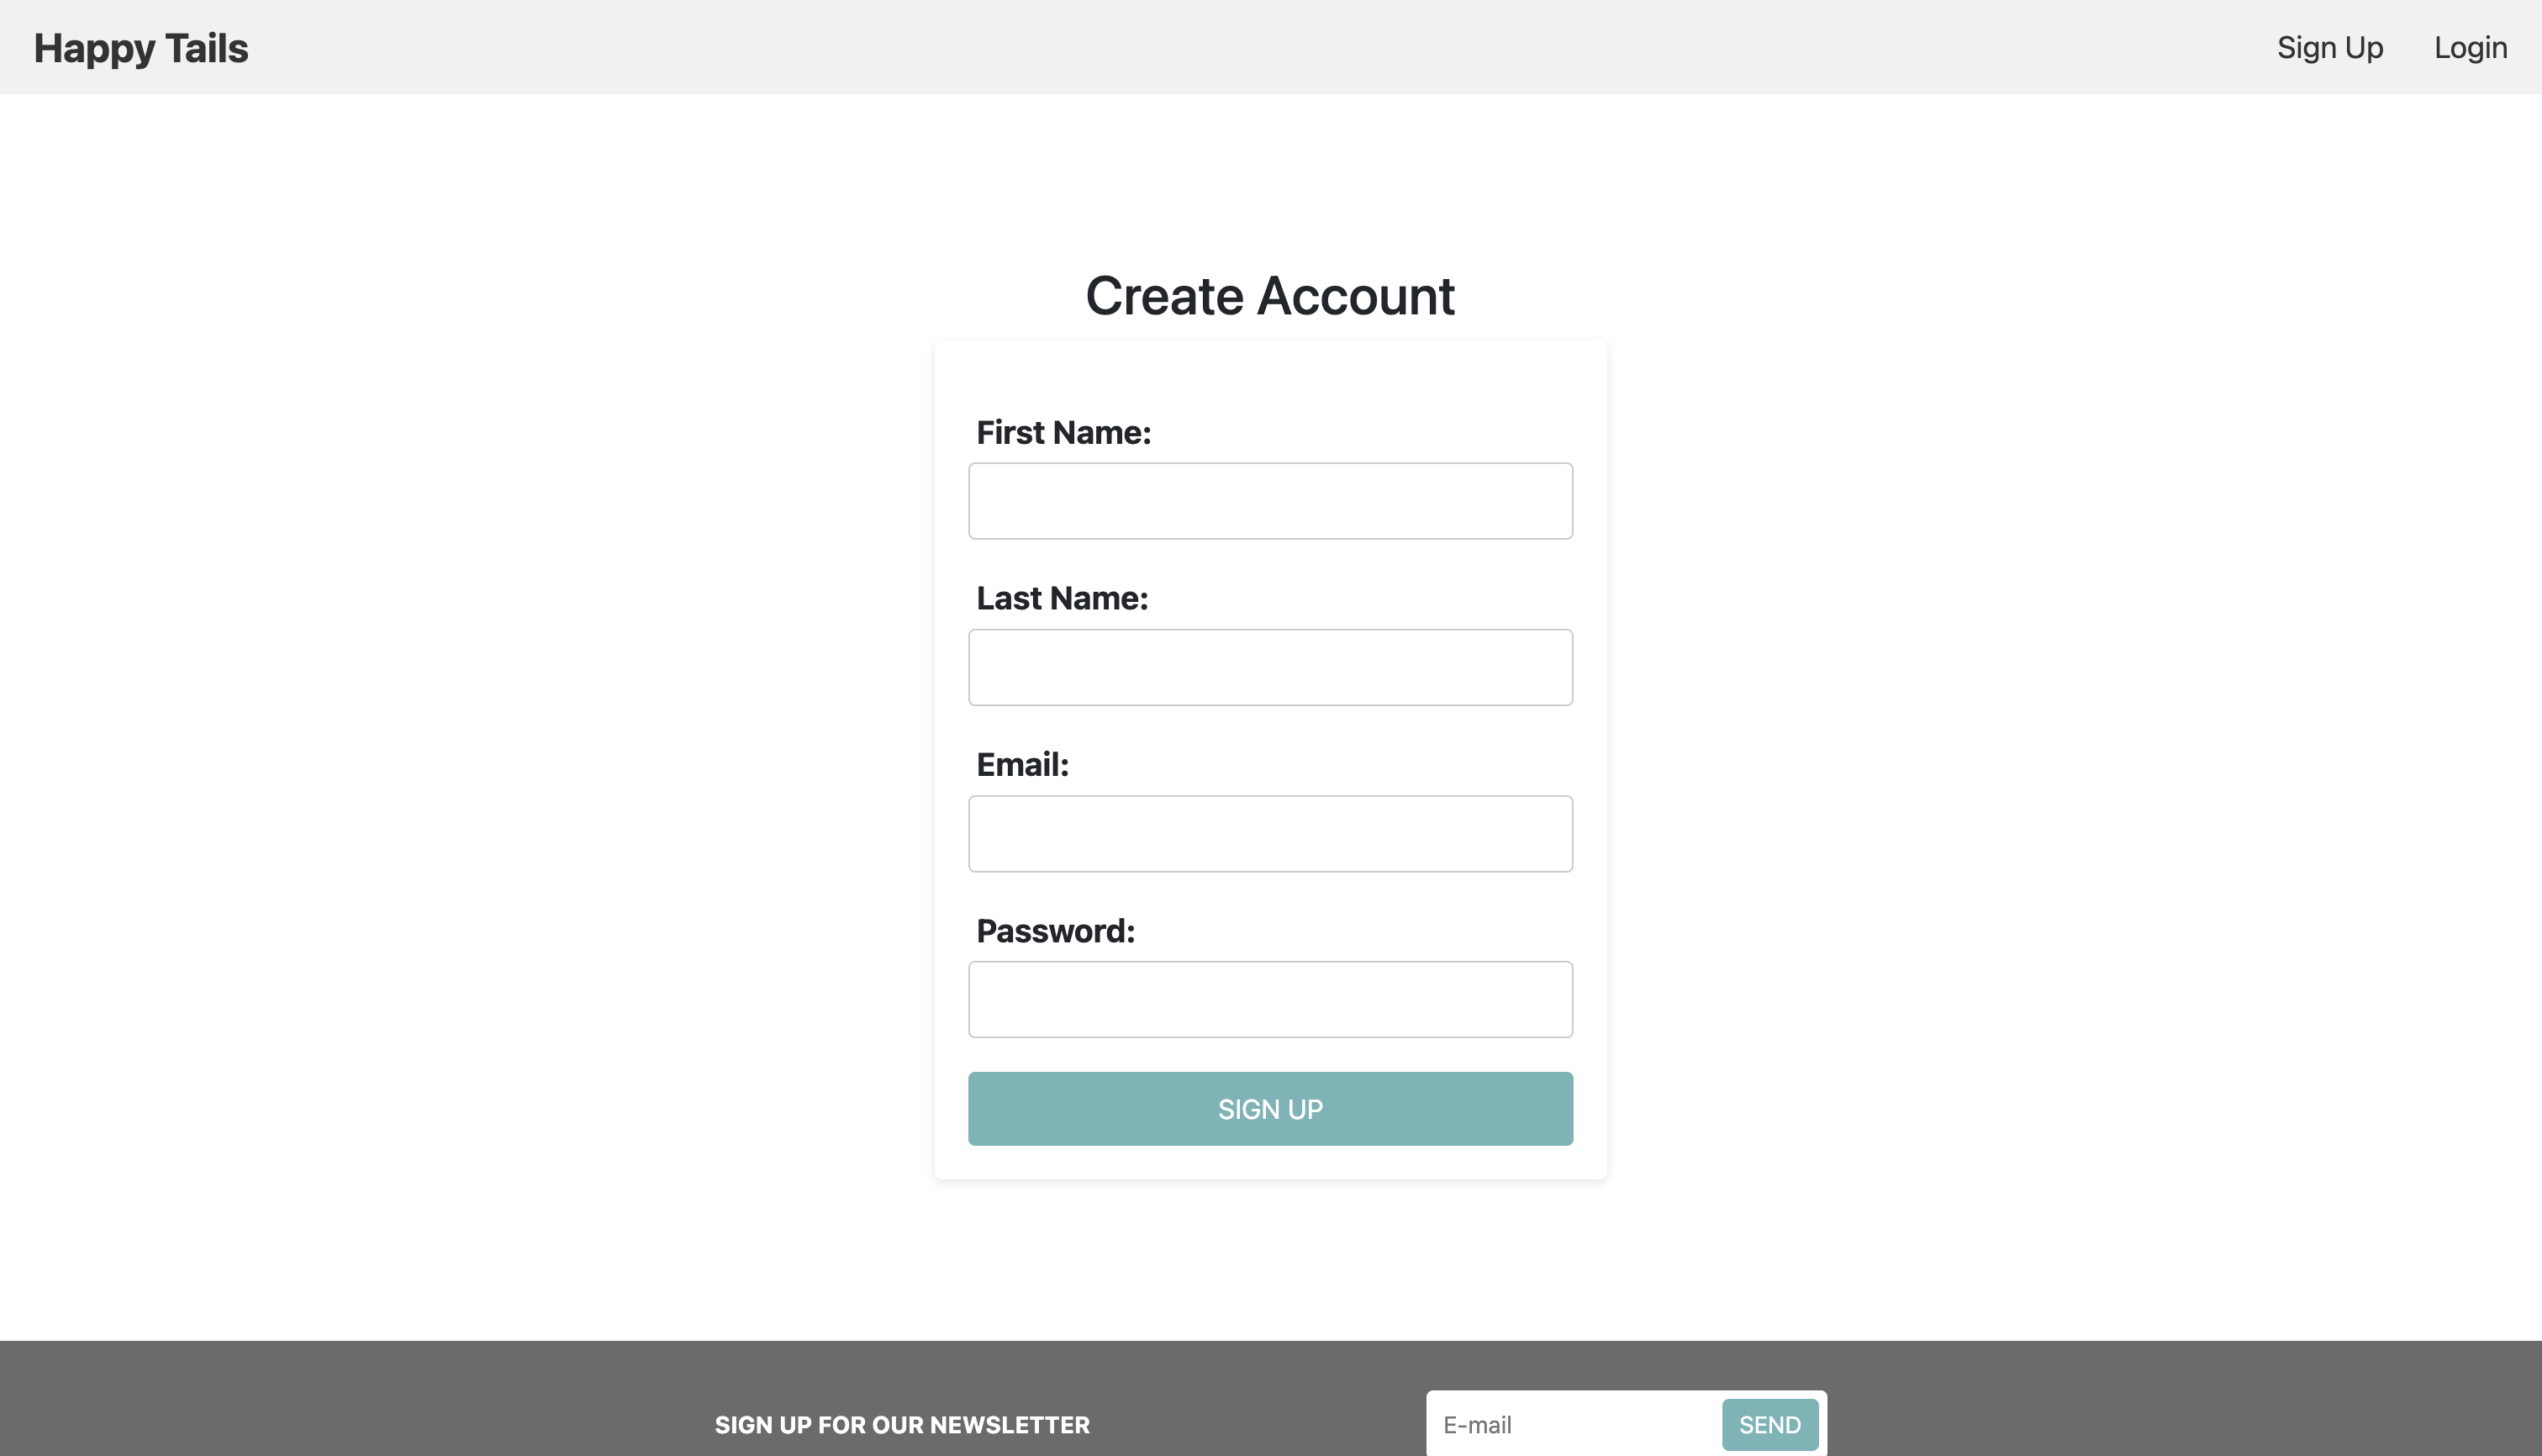 Happy Tails
Sign Up
Login
Create Account
First Name:
Last Name:
Email:
Password:
SIGN UP
SIGN UP FOR OUR NEWSLETTER
E-mail
SEND